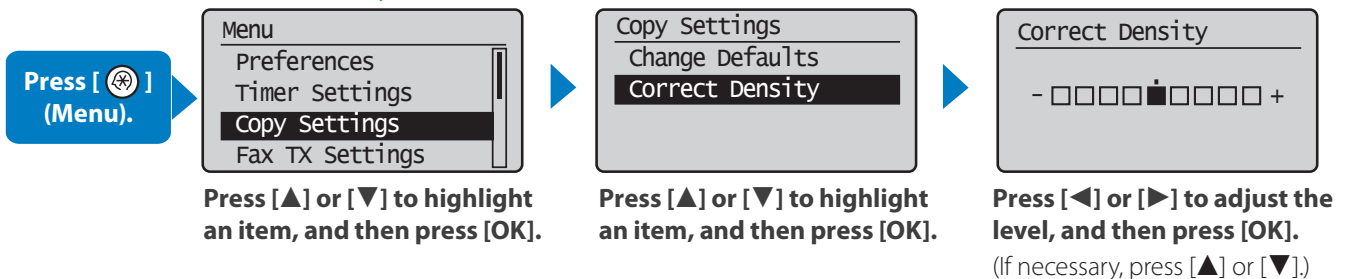 Press [ ]
(Menu).
Menu
Preferences
Timer Settings
Copy Settings
Fax TX Settings
Press [▲] or [▼] to highlight
an item, and then press [OK].
Copy Settings
Change Defaults
Correct Density
Press [▲] or [▼] to highlight
an item, and then press [OK].
Correct Density
- □□□□■□□□□ +
Press [◀] or [▶] to adjust the
level, and then press [OK].
(If necessary, press [▲] or [▼].)